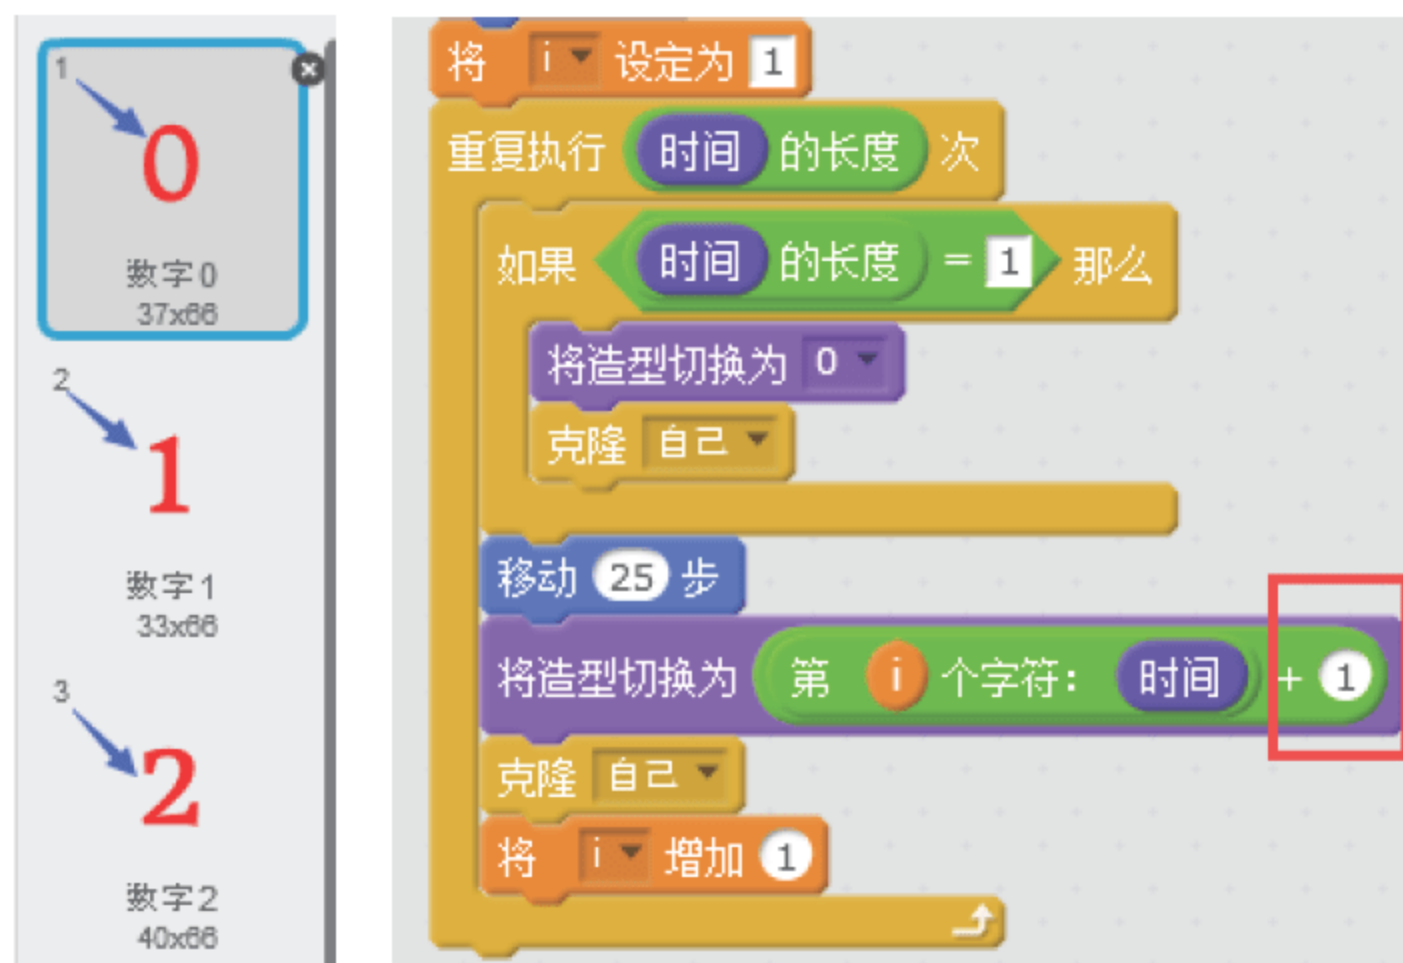 1
0
数字0
37x66
2
1
数字1
33x66
3
2
数字2
40x66
将 i 设定为 1
重复执行 时间 的长度 次
如果 时间 的长度 = 1 那么
将造型切换为 0
克隆 自己
移动 25 步
将造型切换为 第 i 个字符: 时间 + 1
克隆 自己
将 i 增加 1